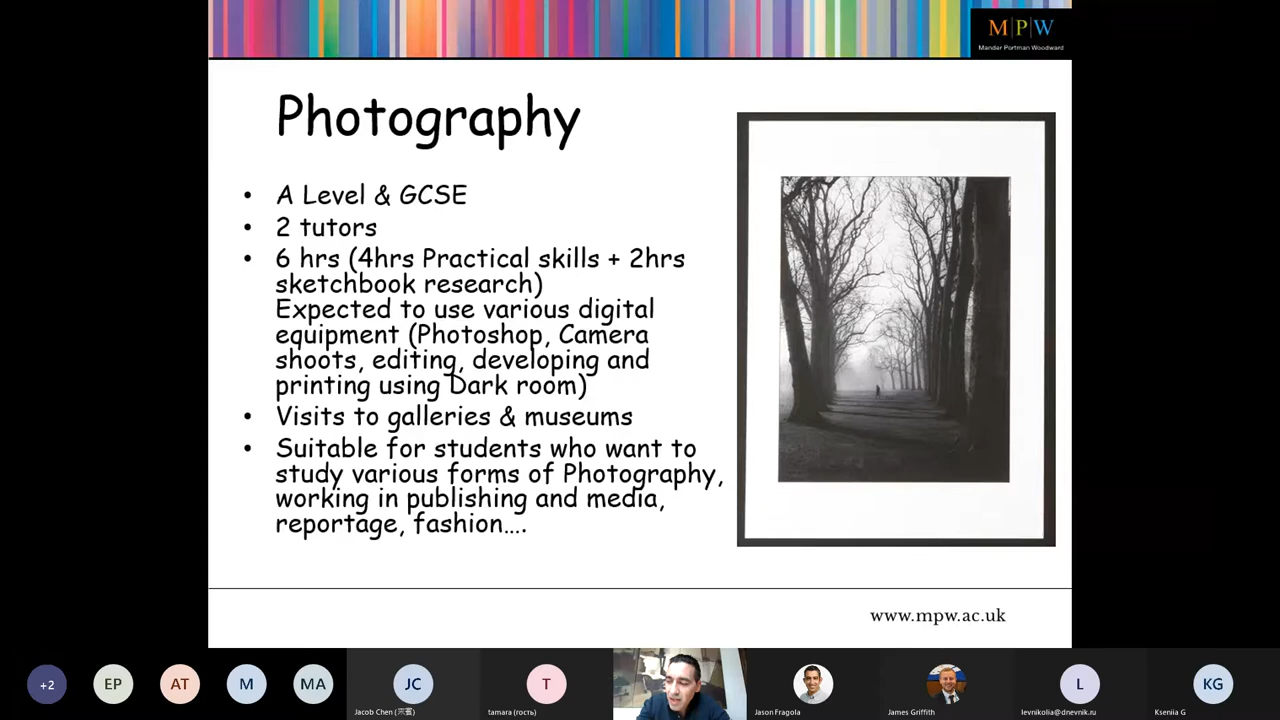 M|P|W
Mander Portman Woodward
Photography
• A Level & GCSE
• 2 tutors
• 6 hrs (4hrs Practical skills + 2hrs
sketchbook research)
Expected to use various digital
equipment (Photoshop, Camera
shoots, editing, developing and
printing using Dark room)
• Visits to galleries & museums
• Suitable for students who want to
study various forms of Photography,
working in publishing and media,
reportage, fashion….
www.mpw.ac.uk
+2
EP
AT
M
MA
JC
T
L
KG
tamara (гость)
Jason Fragola
James Griffith
levnikolia@dnevnik.ru
Kseniia G
Jacob Chen